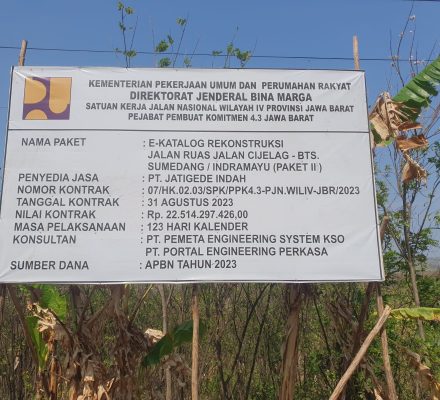 KEMENTERIAN PEKERJAAN UMUM DAN PERUMAHAN RAKYAT
DIREKTORAT JENDERAL BINA MARGA
SATUAN KERJA JALAN NASIONAL WILAYAH IV PROVINSI JAWA BARAT
PEJABAT PEMBUAT KOMITMEN 4.3 JAWA BARAT
NAMA PAKET : E-KATALOG REKONSTRUKSI
JALAN RUAS JALAN CIJELAG - BTS.
SUMEDANG / INDRAMAYU (PAKET II)
PENYEDIA JASA : PT. JATIGEDE INDAH
NOMOR KONTRAK : 07/HK.02.03/SPK/PPK4.3-PJN.WILIV-JBR/2023
TANGGAL KONTRAK : 31 AGUSTUS 2023
NILAI KONTRAK : Rp. 22.514.297.426,00
MASA PELAKSANAAN : 123 HARI KALENDER
KONSULTAN : PT. PEMETA ENGINEERING SYSTEM KSO
PT. PORTAL ENGINEERING PERKASA
SUMBER DANA : APBN TAHUN 2023